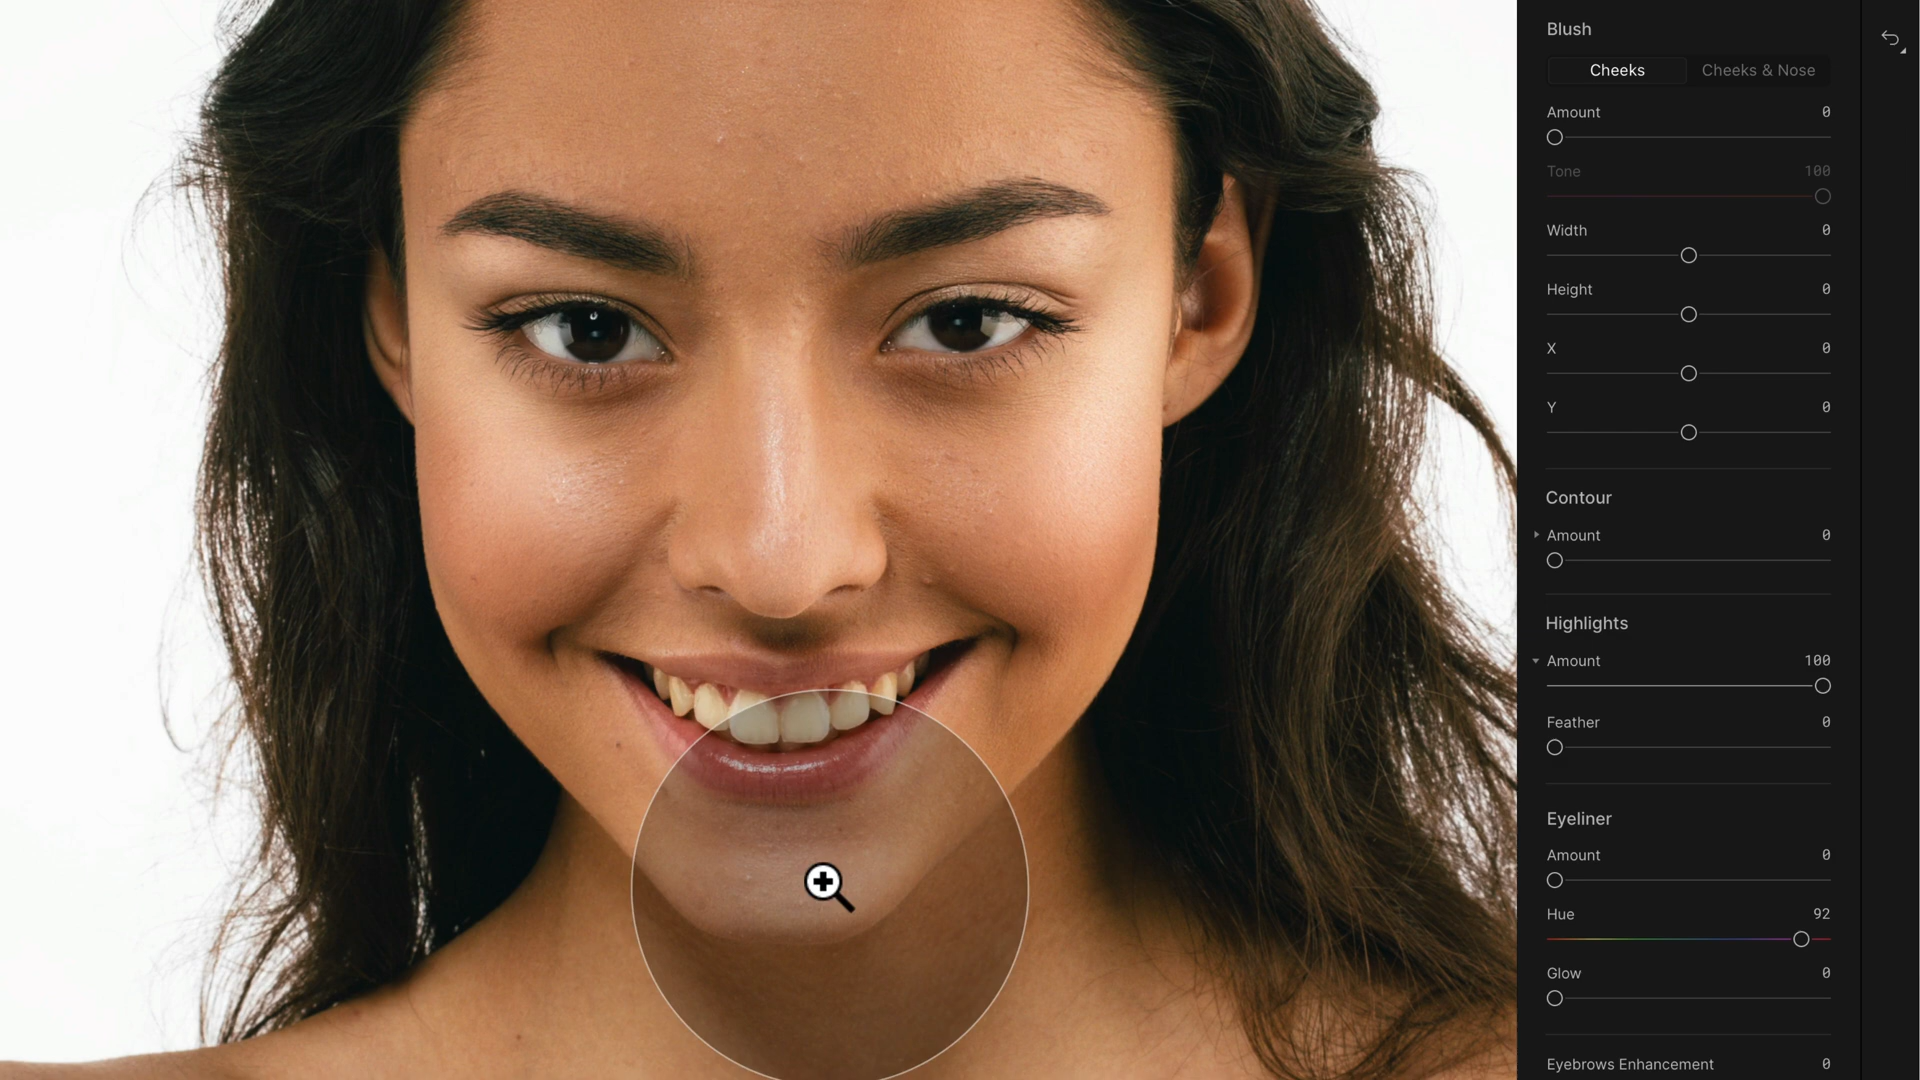 Blush
Cheeks Cheeks & Nose
Amount 0
Tone 100
Width 0
Height 0
X 0
Y 0
Contour
Amount 0
Highlights
Amount 100
Feather 0
Eyeliner
Amount 0
Hue 92
Glow 0
Eyebrows Enhancement 0